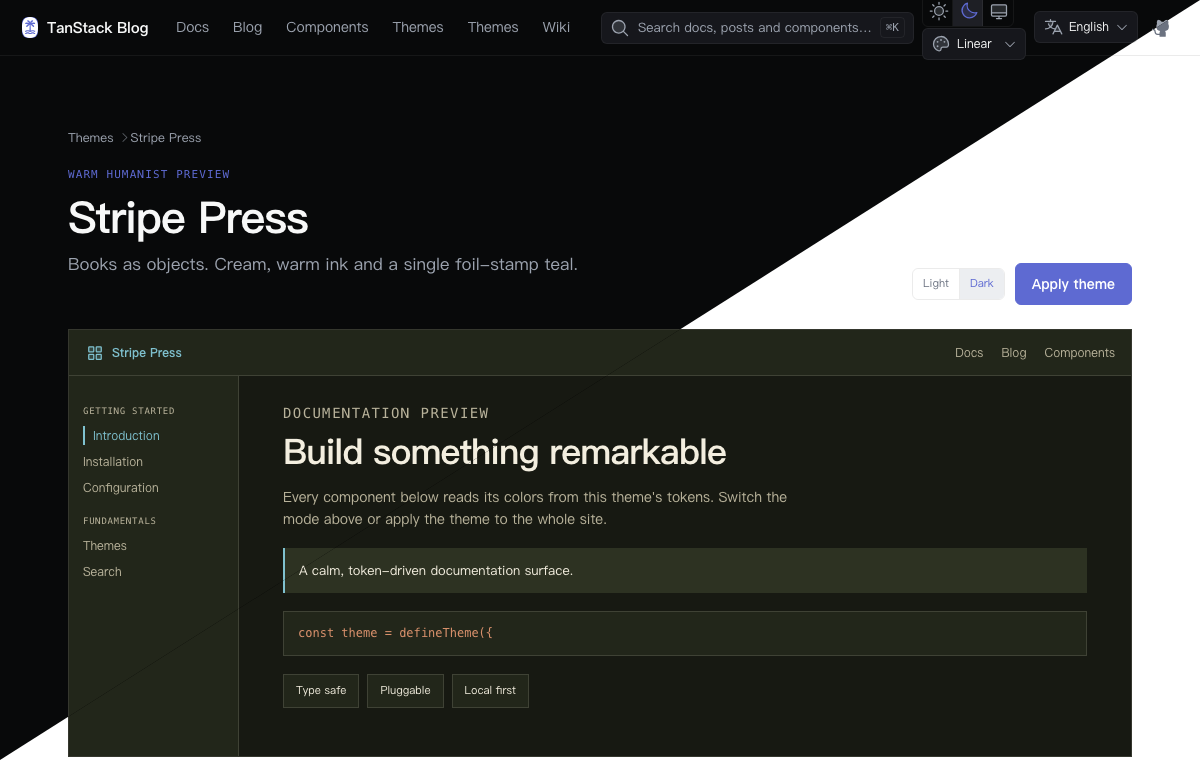 TanStack Blog Docs Blog Components Themes Themes Wiki Search docs, posts and components... ⌘K English
Linear
Themes Stripe Press
WARM HUMANIST PREVIEW
Stripe Press
Books as objects. Cream, warm ink and a single foil-stamp teal.
Light Dark Apply theme
Stripe Press Docs Blog Components
GETTING STARTED
Introduction
Installation
Configuration
FUNDAMENTALS
Themes
Search
DOCUMENTATION PREVIEW
Build something remarkable
Every component below reads its colors from this theme's tokens. Switch the
mode above or apply the theme to the whole site.
A calm, token-driven documentation surface.
const theme = defineTheme({
Type safe Pluggable Local first